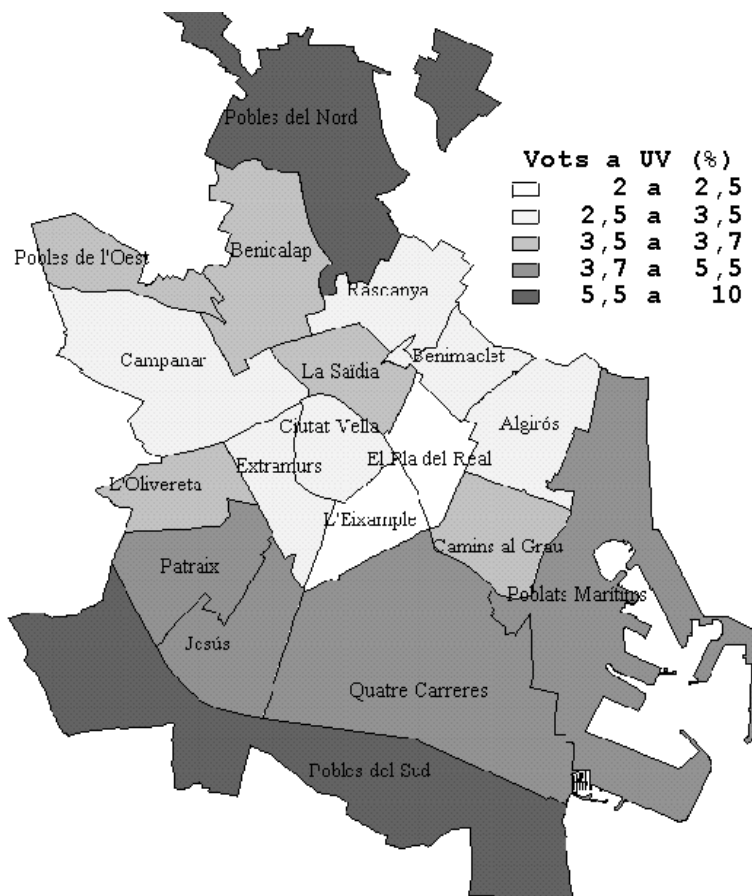 Pobles del Nord
Vots a UV (%)
2 a 2,5
2,5 a 3,5
3,5 a 3,7
3,7 a 5,5
5,5 a 10
Pobles de l'Oest
Benicalap
Rascanya
Campanar
La Saïdia
Benimaclet
Ciutat Vella
Algirós
Extramurs
El Pla del Real
L'Olivereta
L'Eixample
Camins al Grau
Patraix
Poblats Marítims
Jesús
Quatre Carreres
Pobles del Sud